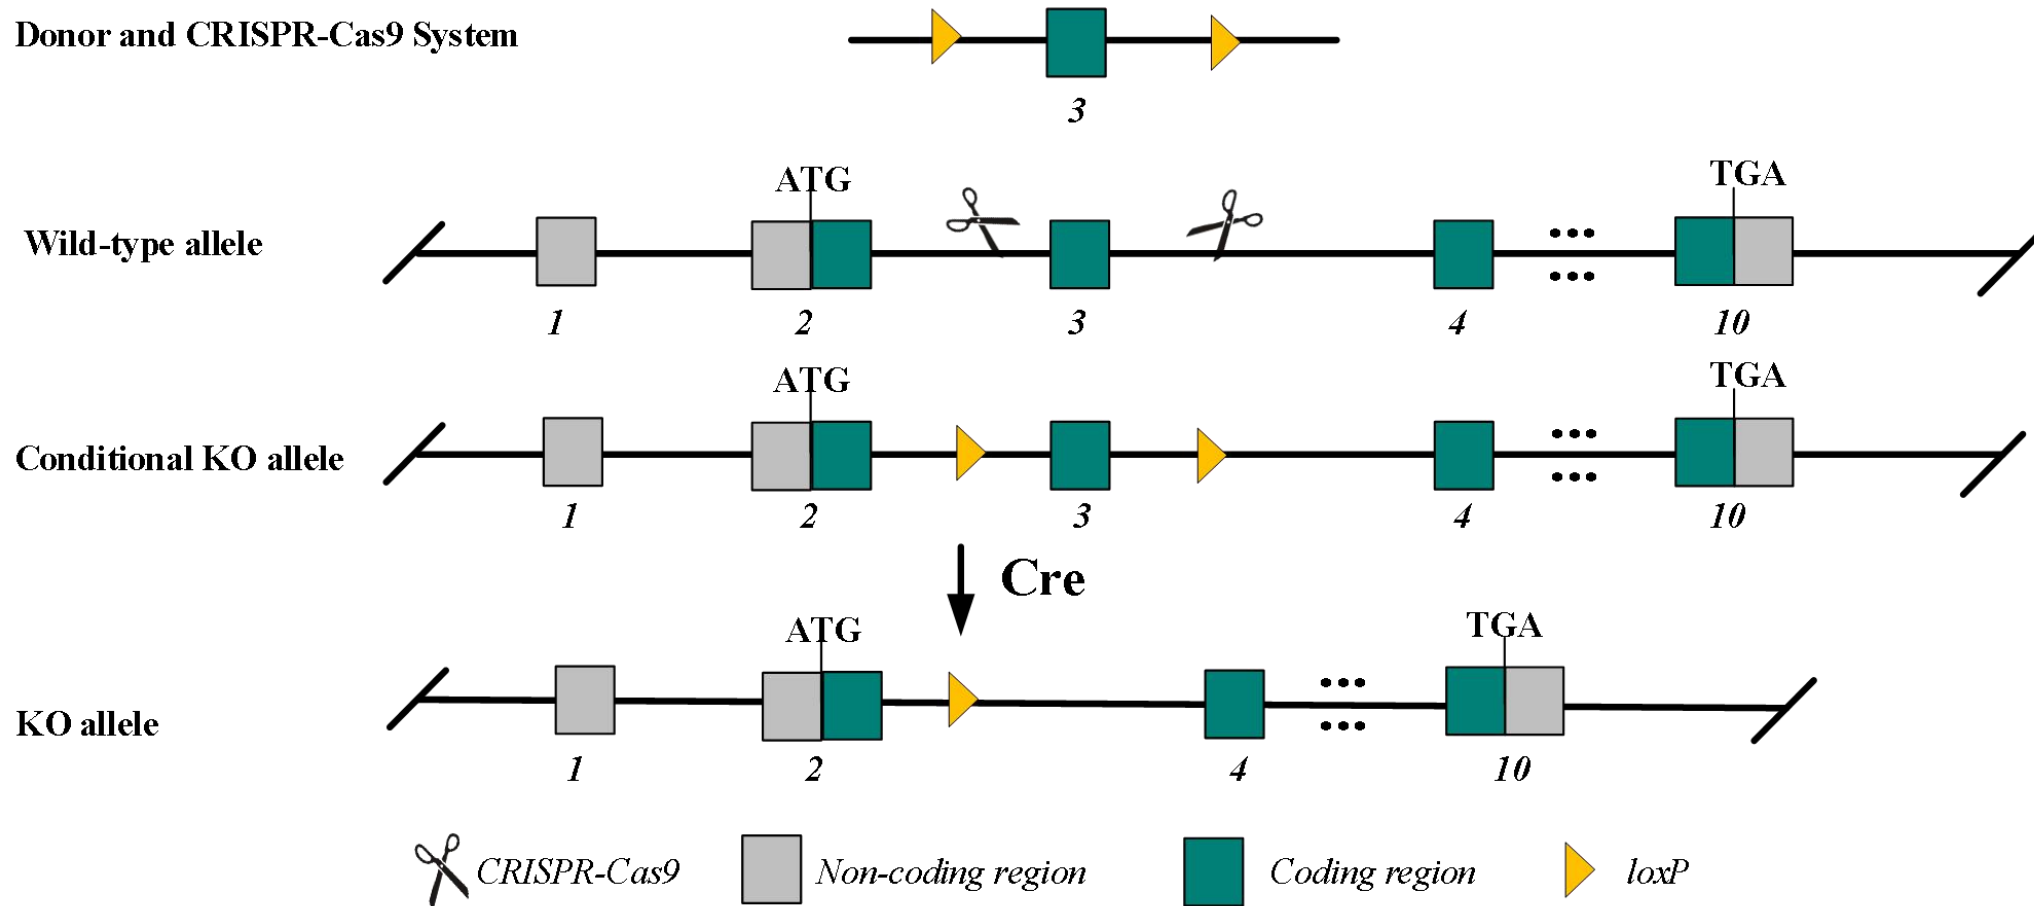 Donor and CRISPR-Cas9 System
3
ATG
TGA
Wild-type allele
1 2 3 4 10
ATG
TGA
Conditional KO allele
1 2 3 4 10
Cre
ATG
TGA
KO allele
1 2 4 10
CRISPR-Cas9 Non-coding region Coding region loxP